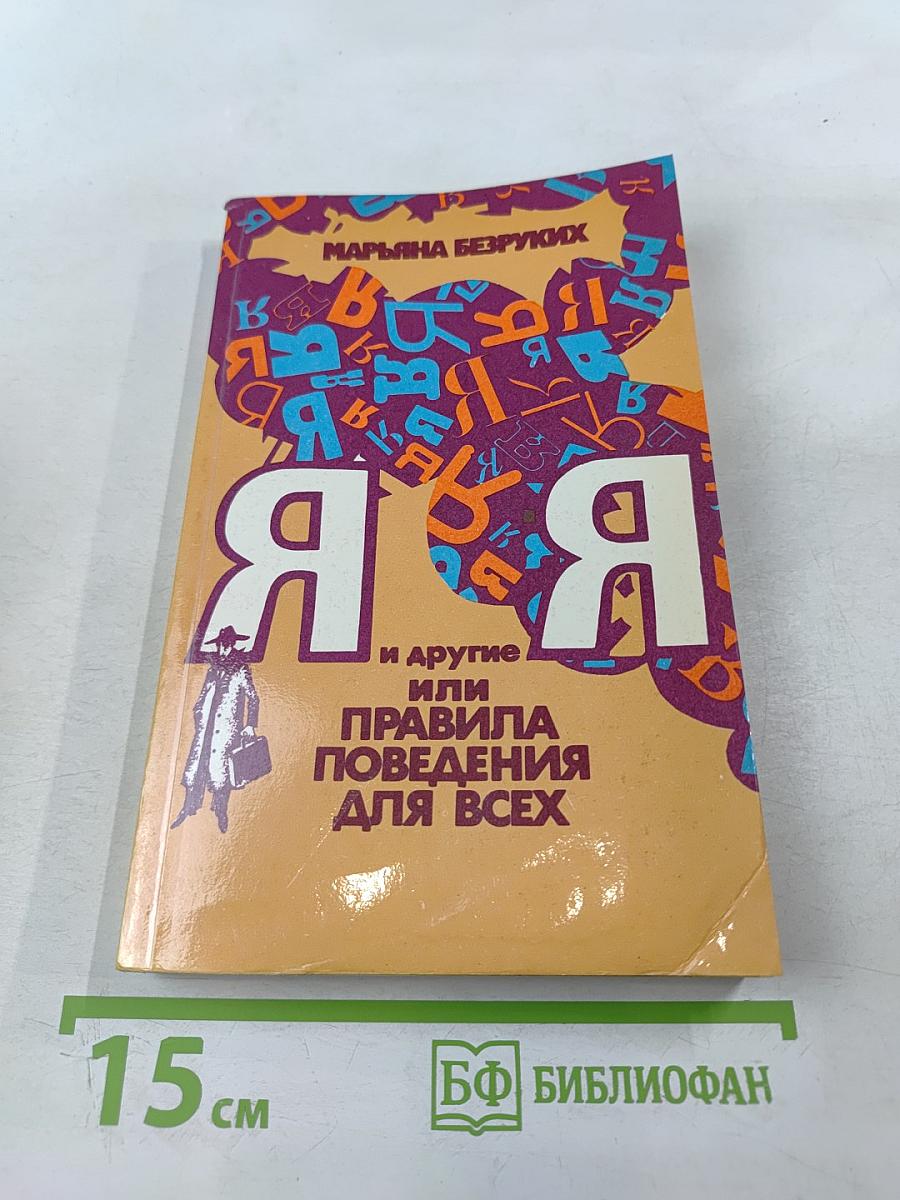 МАРЬЯНА БЕЗРУКИХ
Я Я
и другие
или
ПРАВИЛА
ПОВЕДЕНИЯ
ДЛЯ ВСЕХ
15 см
БФ БИБЛИОФАН